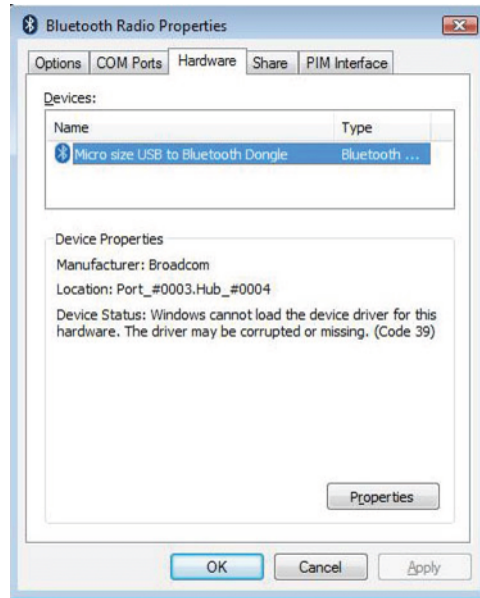 Bluetooth Radio Properties
Options COM Ports Hardware Share PIM Interface
Devices:
Name Type
Micro size USB to Bluetooth Dongle Bluetooth ...
Device Properties
Manufacturer: Broadcom
Location: Port_#0003.Hub_#0004
Device Status: Windows cannot load the device driver for this
hardware. The driver may be corrupted or missing. (Code 39)
Properties
OK Cancel Apply